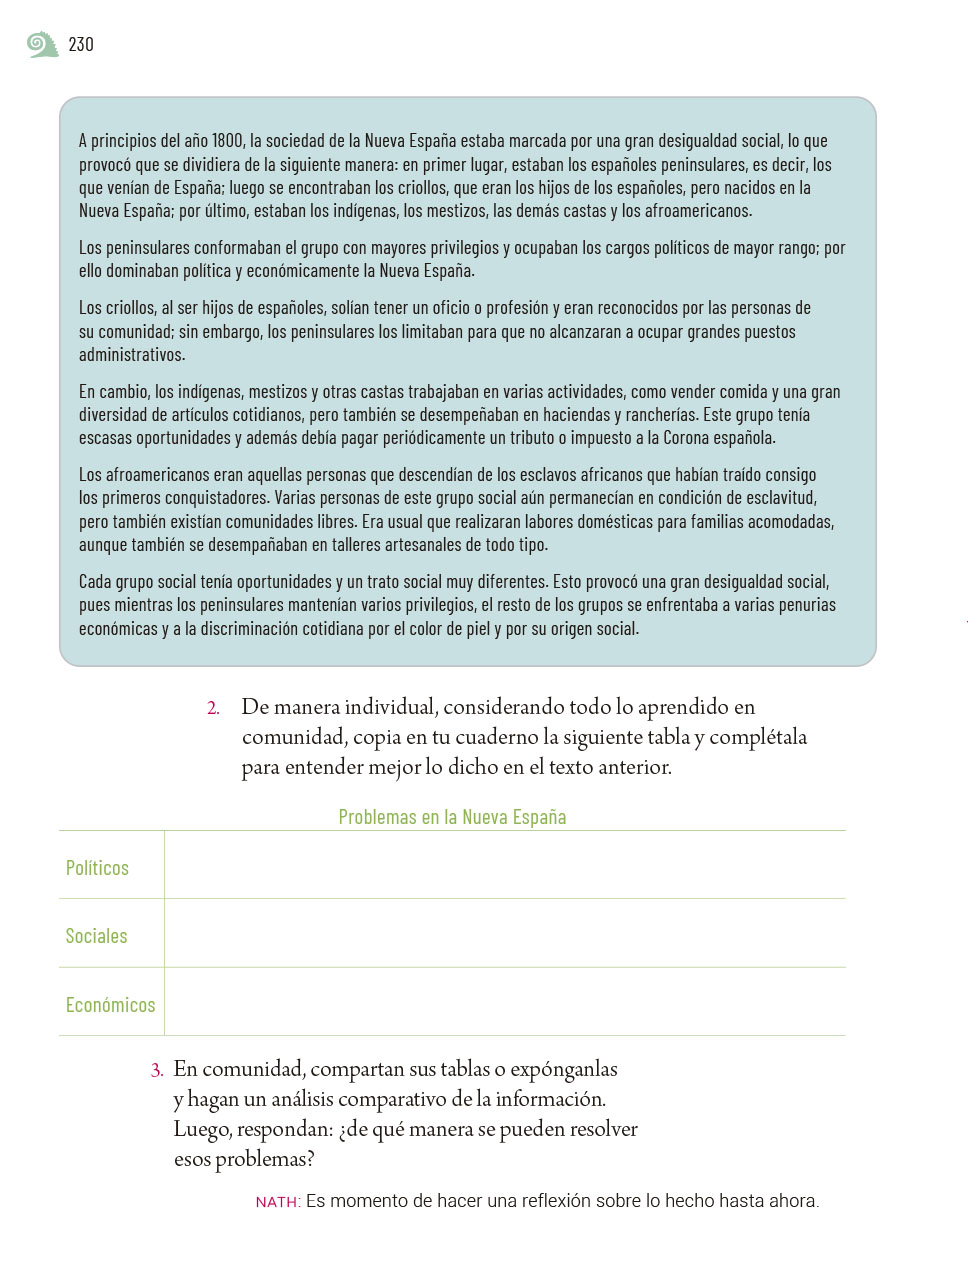 230
A principios del año 1800, la sociedad de la Nueva España estaba marcada por una gran desigualdad social, lo que
provocó que se dividiera de la siguiente manera: en primer lugar, estaban los españoles peninsulares, es decir, los
que venían de España; luego se encontraban los criollos, que eran los hijos de los españoles, pero nacidos en la
Nueva España; por último, estaban los indígenas, los mestizos, las demás castas y los afroamericanos.
Los peninsulares conformaban el grupo con mayores privilegios y ocupaban los cargos políticos de mayor rango; por
ello dominaban política y económicamente la Nueva España.
Los criollos, al ser hijos de españoles, solían tener un oficio o profesión y eran reconocidos por las personas de
su comunidad; sin embargo, los peninsulares los limitaban para que no alcanzaran a ocupar grandes puestos
administrativos.
En cambio, los indígenas, mestizos y otras castas trabajaban en varias actividades, como vender comida y una gran
diversidad de artículos cotidianos, pero también se desempeñaban en haciendas y rancherías. Este grupo tenía
escasas oportunidades y además debía pagar periódicamente un tributo o impuesto a la Corona española.
Los afroamericanos eran aquellas personas que descendían de los esclavos africanos que habían traído consigo
los primeros conquistadores. Varias personas de este grupo social aún permanecían en condición de esclavitud,
pero también existían comunidades libres. Era usual que realizaran labores domésticas para familias acomodadas,
aunque también se desempañaban en talleres artesanales de todo tipo.
Cada grupo social tenía oportunidades y un trato social muy diferentes. Esto provocó una gran desigualdad social,
pues mientras los peninsulares mantenían varios privilegios, el resto de los grupos se enfrentaba a varias penurias
económicas y a la discriminación cotidiana por el color de piel y por su origen social.
2. De manera individual, considerando todo lo aprendido en
comunidad, copia en tu cuaderno la siguiente tabla y complétala
para entender mejor lo dicho en el texto anterior.
Problemas en la Nueva España
Políticos
Sociales
Económicos
3. En comunidad, compartan sus tablas o expónganlas
y hagan un análisis comparativo de la información.
Luego, respondan: ¿de qué manera se pueden resolver
esos problemas?
NATH: Es momento de hacer una reflexión sobre lo hecho hasta ahora.